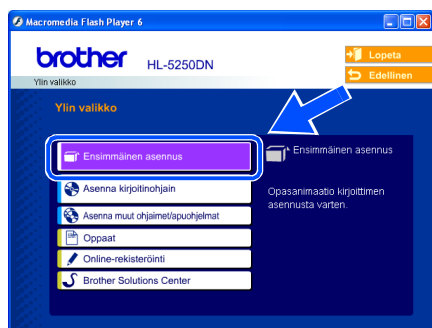 Macromedia Flash Player 6
brother HL-5250DN
Lopeta
Edellinen
Ylin valikko
Ylin valikko
Ensimmäinen asennus
Asenna kirjoitinohjain
Asenna muut ohjaimet/apuohjelmat
Oppaat
Online-rekisteröinti
Brother Solutions Center
Ensimmäinen asennus
Opasanimaatio kirjoittimen
asennusta varten.